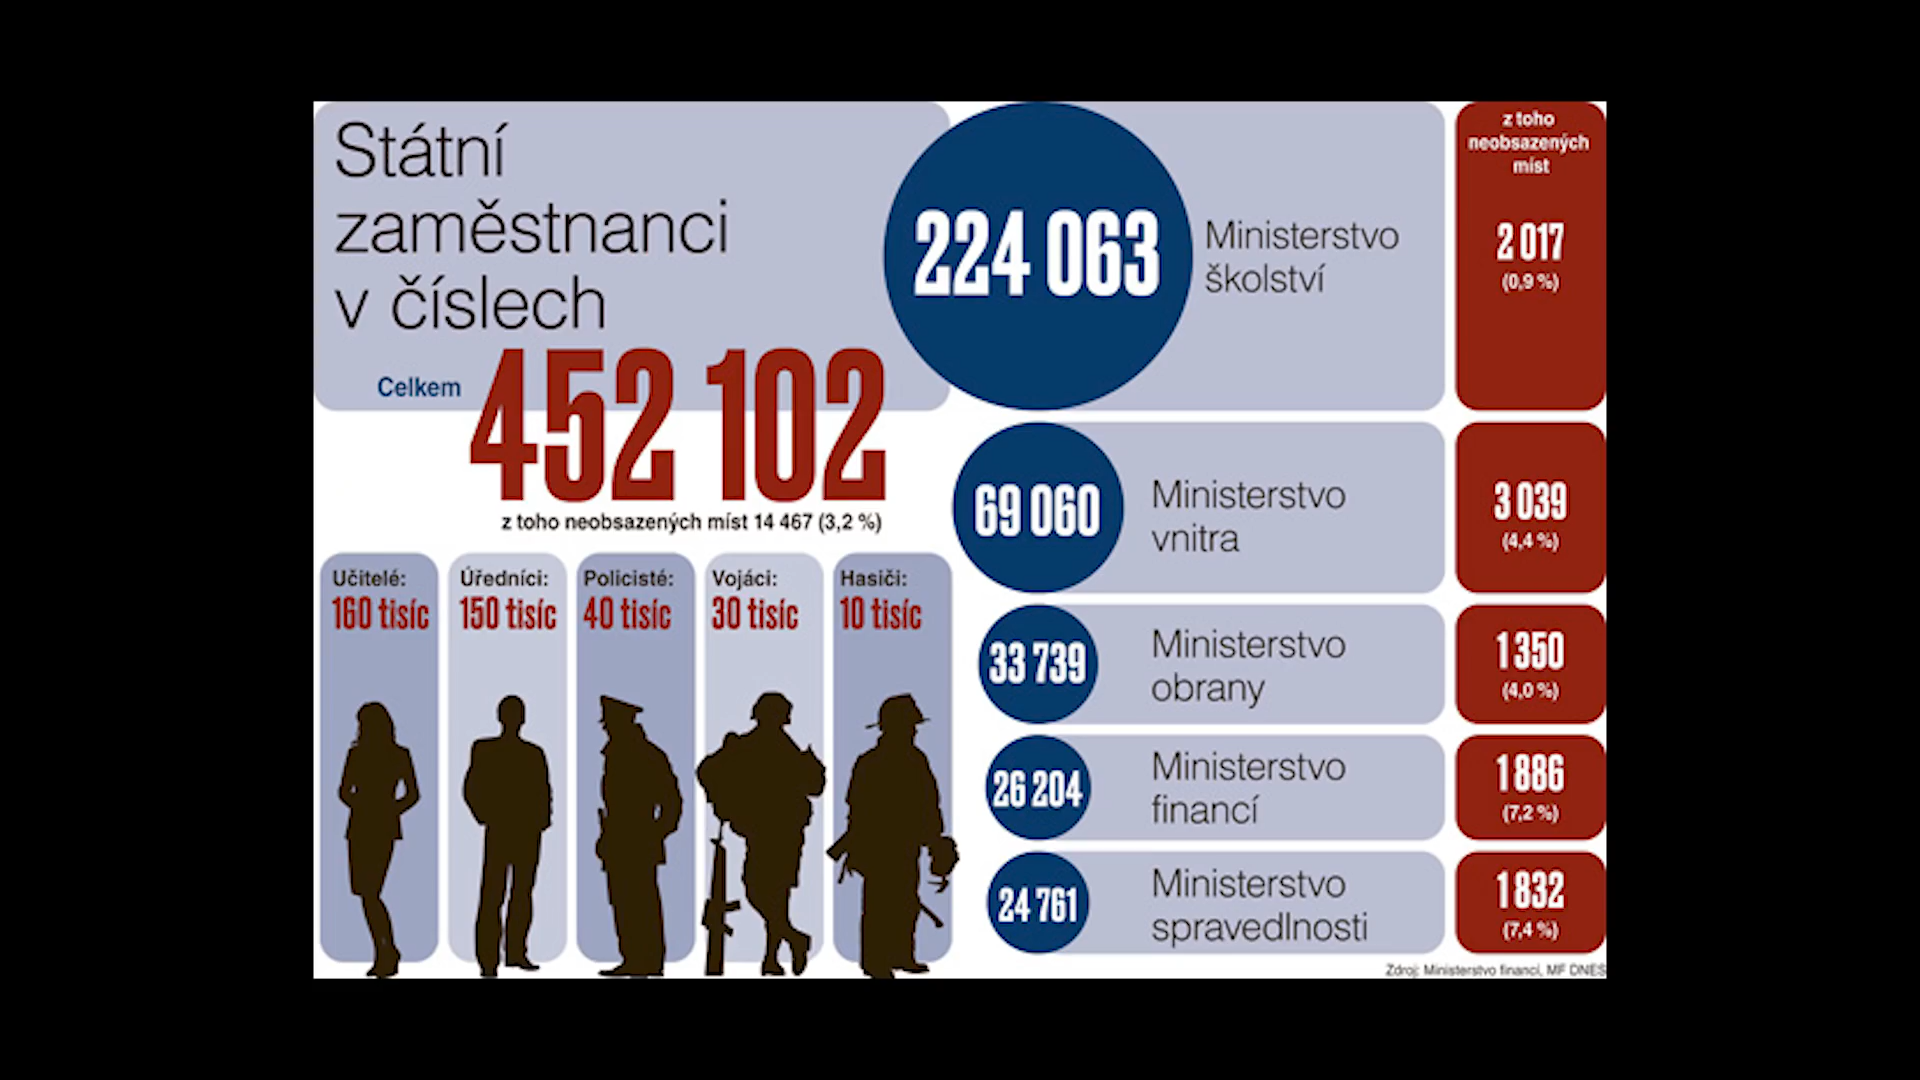 Státní
zaměstnanci
v číslech
Celkem 452 102
z toho neobsazených míst 14 467 (3,2 %)
Učitelé:
160 tisíc
Úředníci:
150 tisíc
Policisté:
40 tisíc
Vojáci:
30 tisíc
Hasiči:
10 tisíc
z toho
neobsazených
míst
224 063
Ministerstvo
školství
2 017
(0,9 %)
69 060
Ministerstvo
vnitra
3 039
(4,4 %)
33 739
Ministerstvo
obrany
1 350
(4,0 %)
26 204
Ministerstvo
financí
1 886
(7,2 %)
24 761
Ministerstvo
spravedlnosti
1 832
(7,4 %)
Zdroj: Ministerstvo financí, MF DNES